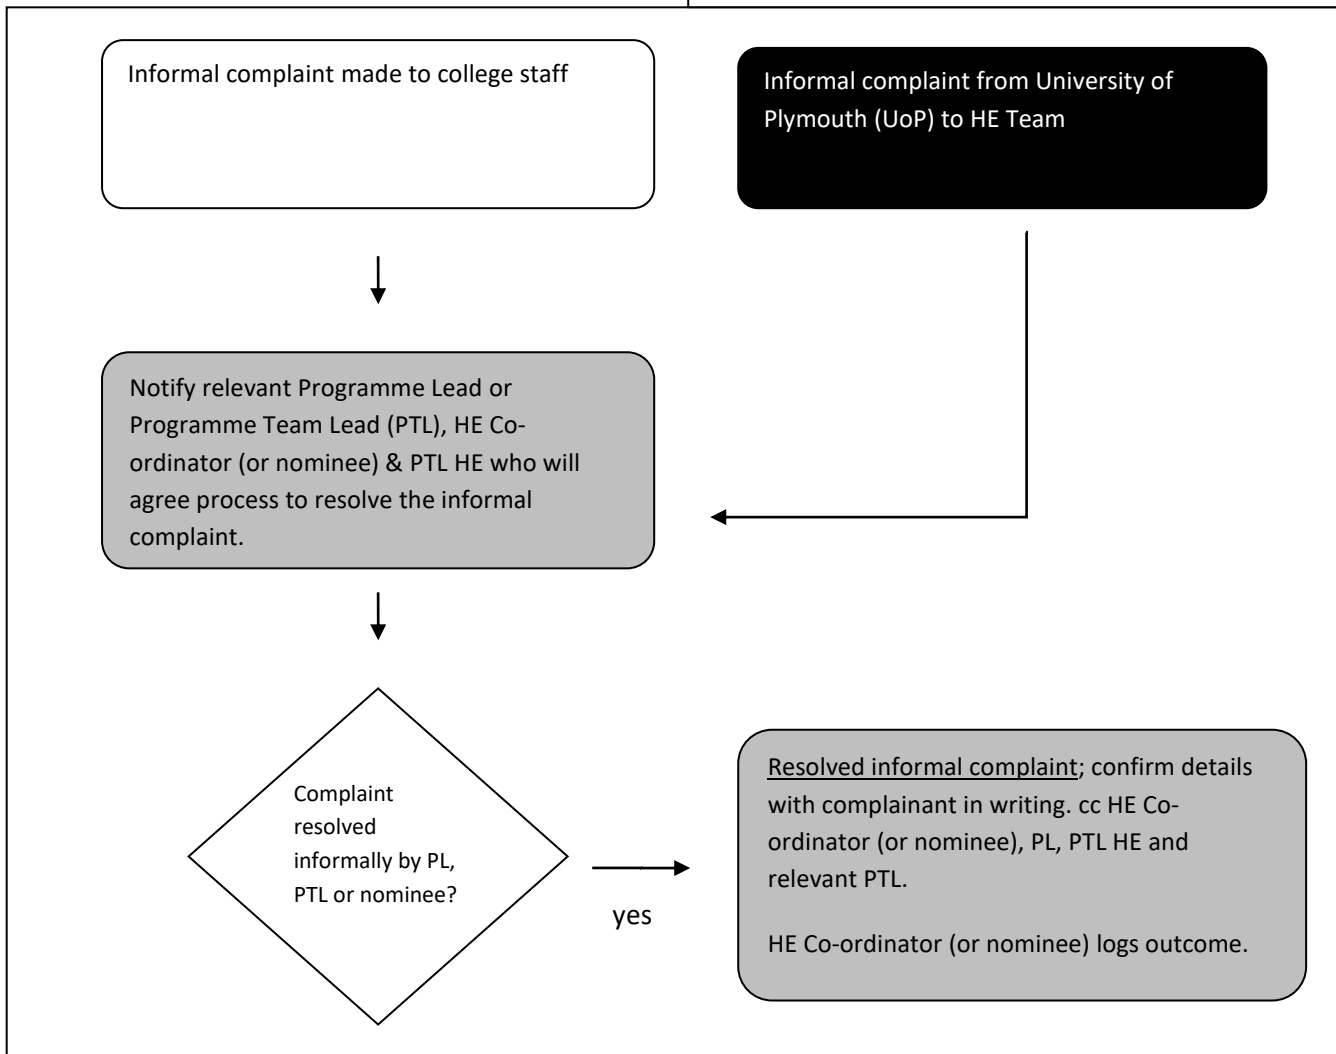 Informal complaint made to college staff
Informal complaint from University of
Plymouth (UoP) to HE Team
Notify relevant Programme Lead or
Programme Team Lead (PTL), HE Co-
ordinator (or nominee) & PTL HE who will
agree process to resolve the informal
complaint.
Complaint
resolved
informally by PL,
PTL or nominee?
yes
Resolved informal complaint; confirm details
with complainant in writing. cc HE Co-
ordinator (or nominee), PL, PTL HE and
relevant PTL.
HE Co-ordinator (or nominee) logs outcome.